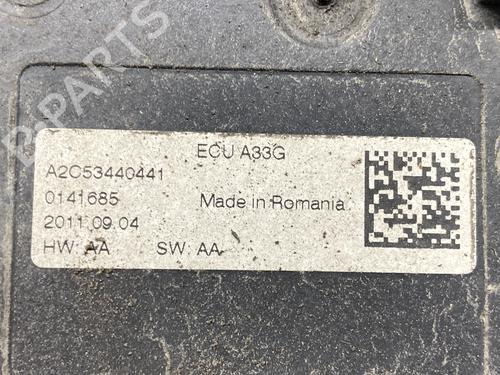 ECU A33G
A2C53440441
0141685 Made in Romania
2011.09.04
HW: AA SW: AA
B-PARTS